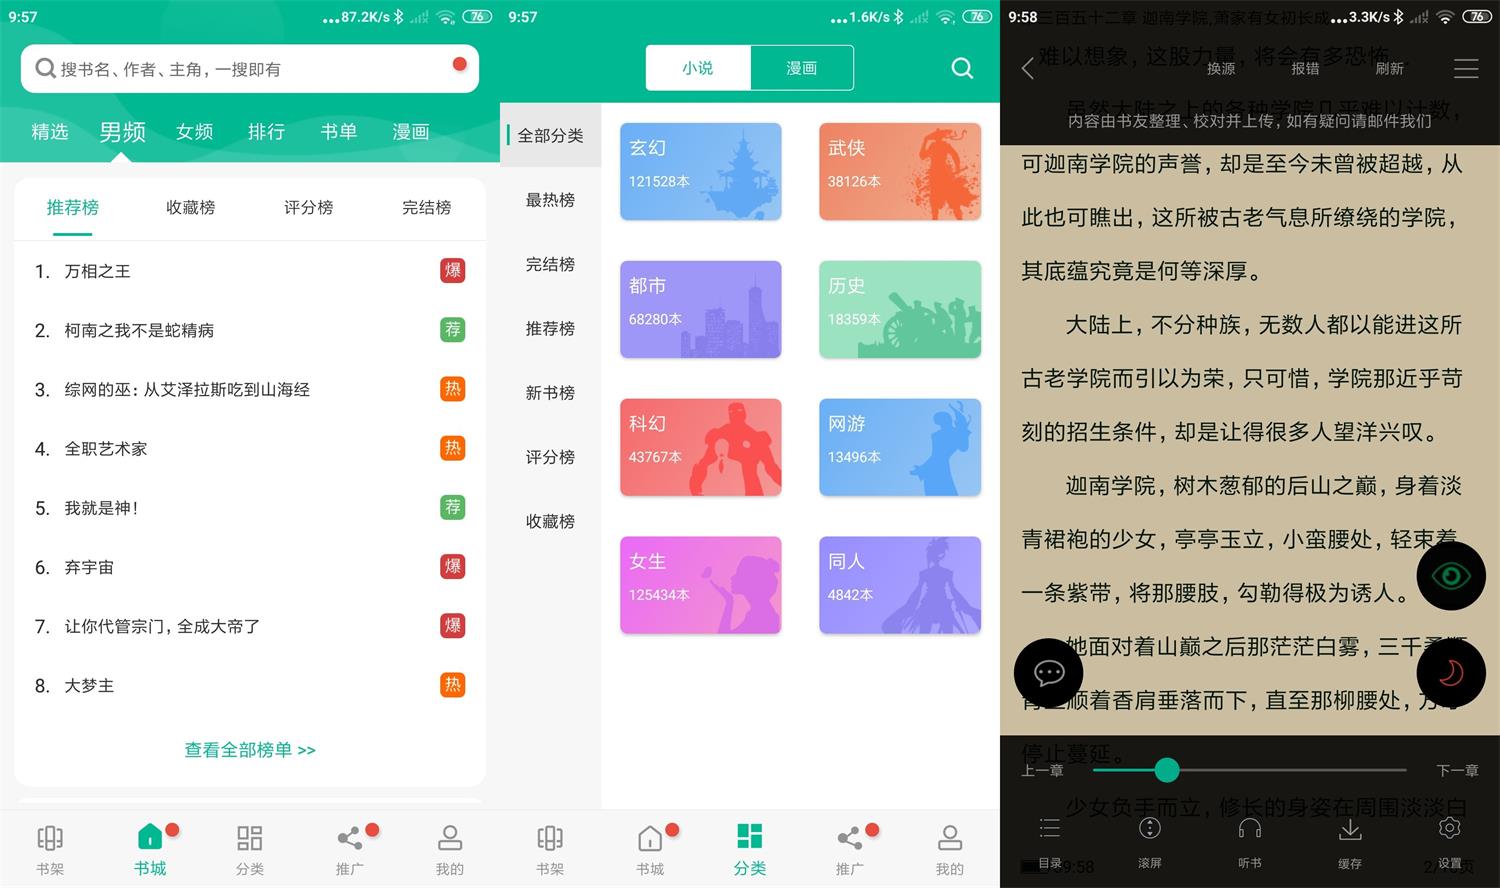 9:57
...87.2K/s
76
搜书名、作者、主角，一搜即有
精选
男频
女频
排行
书单
漫画
推荐榜
收藏榜
评分榜
完结榜
1. 万相之王
爆
2. 柯南之我不是蛇精病
荐
3. 综网的巫：从艾泽拉斯吃到山海经
热
4. 全职艺术家
热
5. 我就是神！
荐
6. 弃宇宙
爆
7. 让你代管宗门，全成大帝了
爆
8. 大梦主
热
查看全部榜单 >>
书架
书城
分类
推广
我的
9:57
...1.6K/s
76
小说
漫画
全部分类
最热榜
完结榜
推荐榜
新书榜
评分榜
收藏榜
玄幻
121528本
武侠
38126本
都市
68280本
历史
18359本
科幻
43767本
网游
13496本
女生
125434本
同人
4842本
书架
书城
分类
推广
我的
9:58
三百五十二章 迦南学院,萧家有女初长成
...3.3K/s
76
难以想象，这股力量，将会有多恐怖
换源
报错
刷新
虽然大陆之上的各种学院几乎难以计数，
内容由书友整理、校对并上传，如有疑问请邮件我们
可迦南学院的声誉，却是至今未曾被超越，从
此也可瞧出，这所被古老气息所缭绕的学院，
其底蕴究竟是何等深厚。
大陆上，不分种族，无数人都以能进这所
古老学院而引以为荣，只可惜，学院那近乎苛
刻的招生条件，却是让得很多人望洋兴叹。
迦南学院，树木葱郁的后山之巅，身着淡
青裙袍的少女，亭亭玉立，小蛮腰处，轻束着
一条紫带，将那腰肢，勾勒得极为诱人。
她面对着山巅之后那茫茫白雾，三千
顺着香肩垂落而下，直至那柳腰处，方
停止蔓延。
上一章
下一章
少女负手而立，修长的身姿在周围淡淡白
目录
滚屏
听书
缓存
设置
09:58